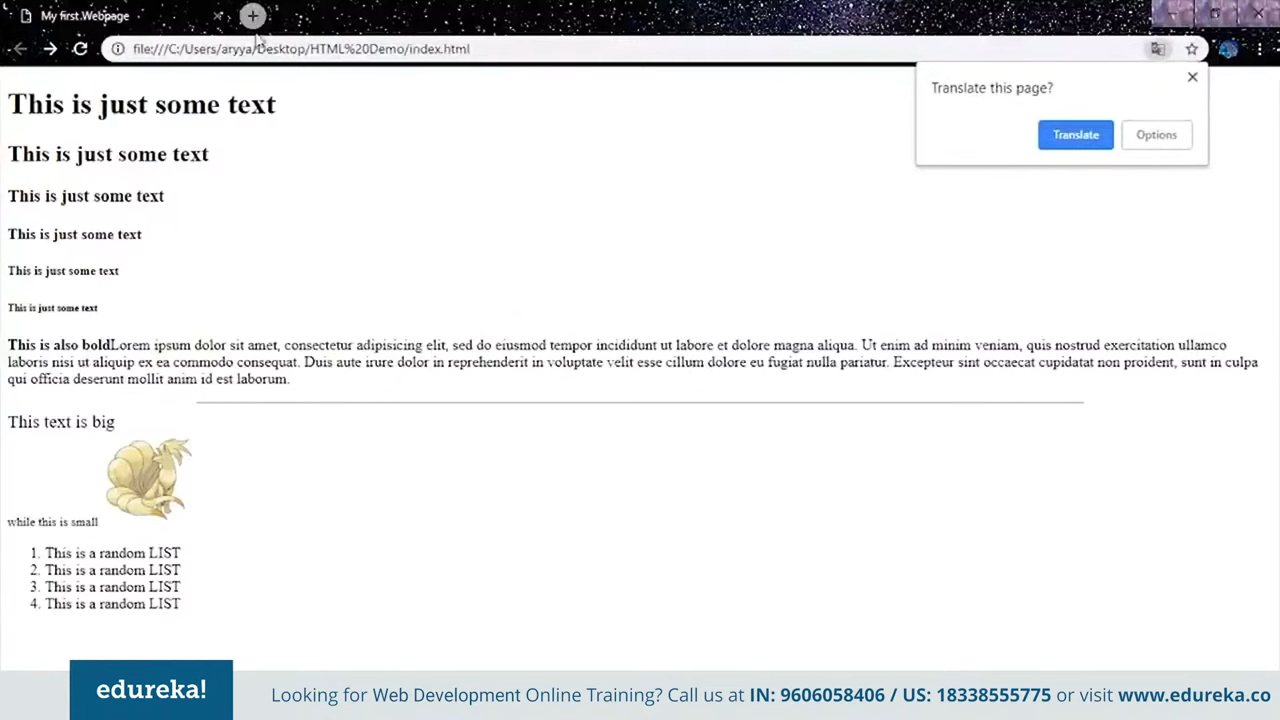 My first Webpage
file:///C:/Users/aryya/Desktop/HTML%20Demo/index.html
Translate this page?
Translate
Options
This is just some text
This is just some text
This is just some text
This is just some text
This is just some text
This is just some text
This is also boldLorem ipsum dolor sit amet, consectetur adipisicing elit, sed do eiusmod tempor incididunt ut labore et dolore magna aliqua. Ut enim ad minim veniam, quis nostrud exercitation ullamco
laboris nisi ut aliquip ex ea commodo consequat. Duis aute irure dolor in reprehenderit in voluptate velit esse cillum dolore eu fugiat nulla pariatur. Excepteur sint occaecat cupidatat non proident, sunt in culpa
qui officia deserunt mollit anim id est laborum.
This text is big
while this is small
1. This is a random LIST
2. This is a random LIST
3. This is a random LIST
4. This is a random LIST
edureka!
Looking for Web Development Online Training? Call us at IN: 9606058406 / US: 18338555775 or visit www.edureka.co